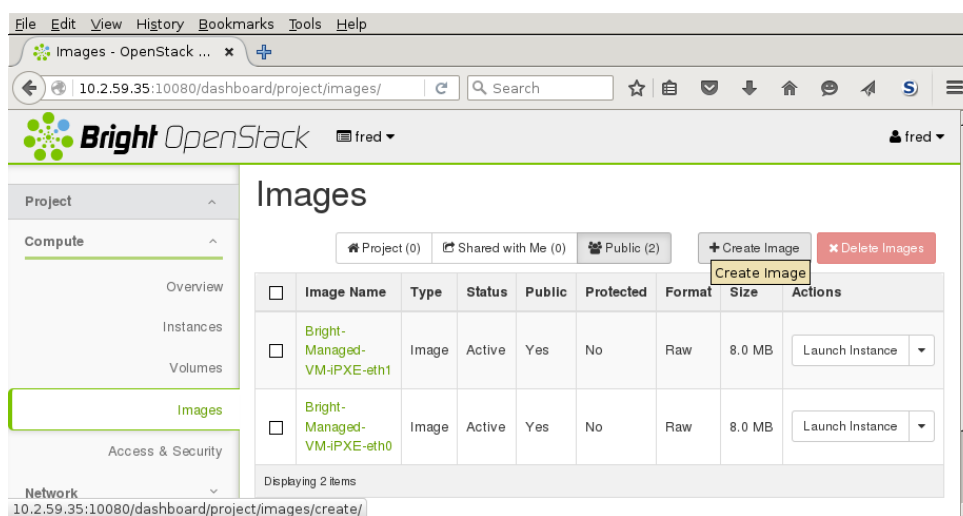 File Edit View History Bookmarks Tools Help
Images - OpenStack ... ×
10.2.59.35:10080/dashboard/project/images/
Search
Bright OpenStack fred fred
Project
Compute
Overview
Instances
Volumes
Images
Access & Security
Network
Images
Project (0) Shared with Me (0) Public (2) Create Image Delete Images
Create Image
Image Name Type Status Public Protected Format Size Actions
Bright-
Managed-
VM-iPXE-eth1
Image Active Yes No Raw 8.0 MB Launch Instance
Bright-
Managed-
VM-iPXE-eth0
Image Active Yes No Raw 8.0 MB Launch Instance
Displaying 2 items
10.2.59.35:10080/dashboard/project/images/create/